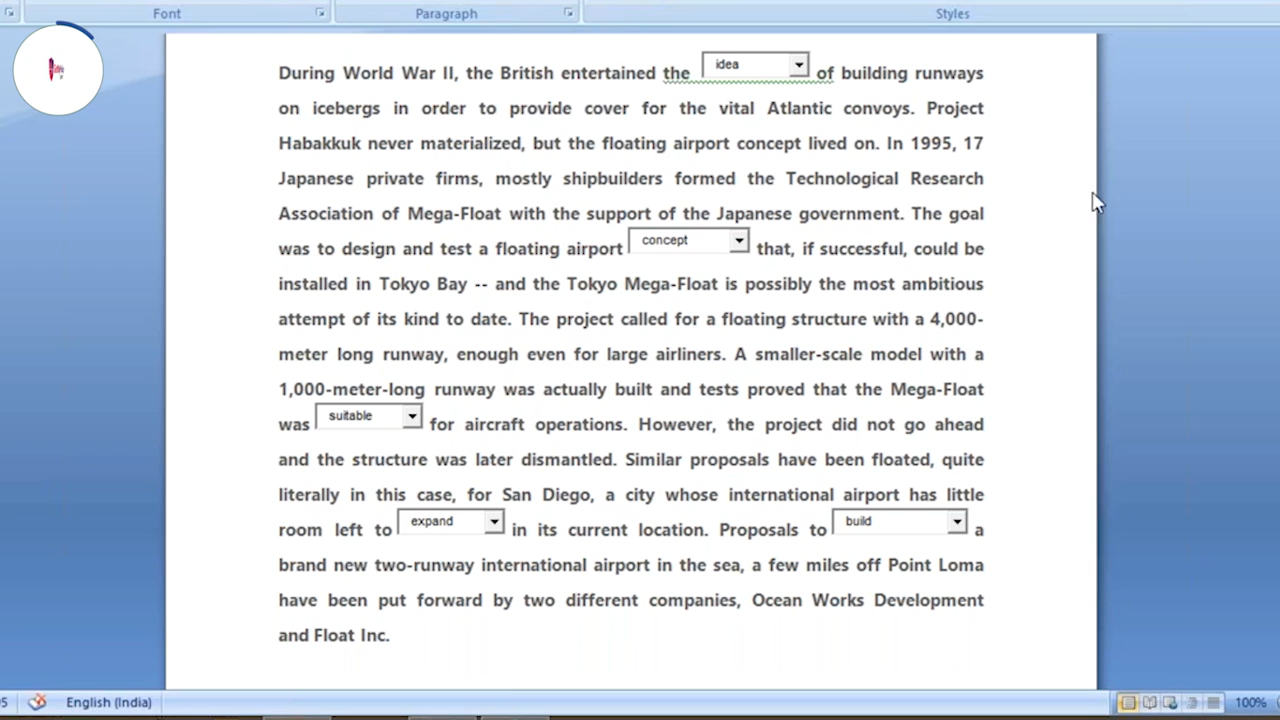 Font Paragraph Styles
During World War II, the British entertained the idea of building runways
on icebergs in order to provide cover for the vital Atlantic convoys. Project
Habakkuk never materialized, but the floating airport concept lived on. In 1995, 17
Japanese private firms, mostly shipbuilders formed the Technological Research
Association of Mega-Float with the support of the Japanese government. The goal
was to design and test a floating airport concept that, if successful, could be
installed in Tokyo Bay -- and the Tokyo Mega-Float is possibly the most ambitious
attempt of its kind to date. The project called for a floating structure with a 4,000-
meter long runway, enough even for large airliners. A smaller-scale model with a
1,000-meter-long runway was actually built and tests proved that the Mega-Float
was suitable for aircraft operations. However, the project did not go ahead
and the structure was later dismantled. Similar proposals have been floated, quite
literally in this case, for San Diego, a city whose international airport has little
room left to expand in its current location. Proposals to build a
brand new two-runway international airport in the sea, a few miles off Point Loma
have been put forward by two different companies, Ocean Works Development
and Float Inc.
English (India) 100%